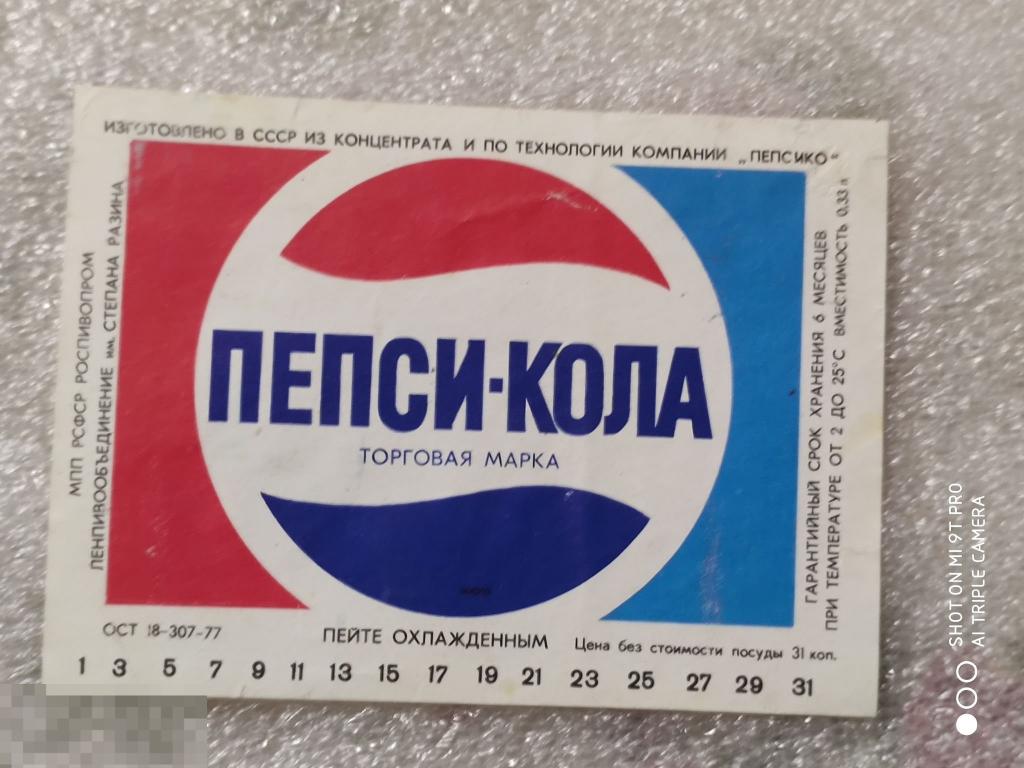 ИЗГОТОВЛЕНО В СССР ИЗ КОНЦЕНТРАТА И ПО ТЕХНОЛОГИИ КОМПАНИИ „ПЕПСИКО“
МПП РСФСР РОСПИВОПРОМ
ЛЕНПИВООБЪЕДИНЕНИЕ им. СТЕПАНА РАЗИНА
ПЕПСИ-КОЛА
ТОРГОВАЯ МАРКА
ГАРАНТИЙНЫЙ СРОК ХРАНЕНИЯ 6 МЕСЯЦЕВ
ПРИ ТЕМПЕРАТУРЕ ОТ 2 ДО 25°С ВМЕСТИМОСТЬ 0,33 л
ОСТ 18-307-77
ПЕЙТЕ ОХЛАЖДЕННЫМ
Цена без стоимости посуды 31 коп.
1 3 5 7 9 11 13 15 17 19 21 23 25 27 29 31
SHOT ON MI 9T PRO
AI TRIPLE CAMERA